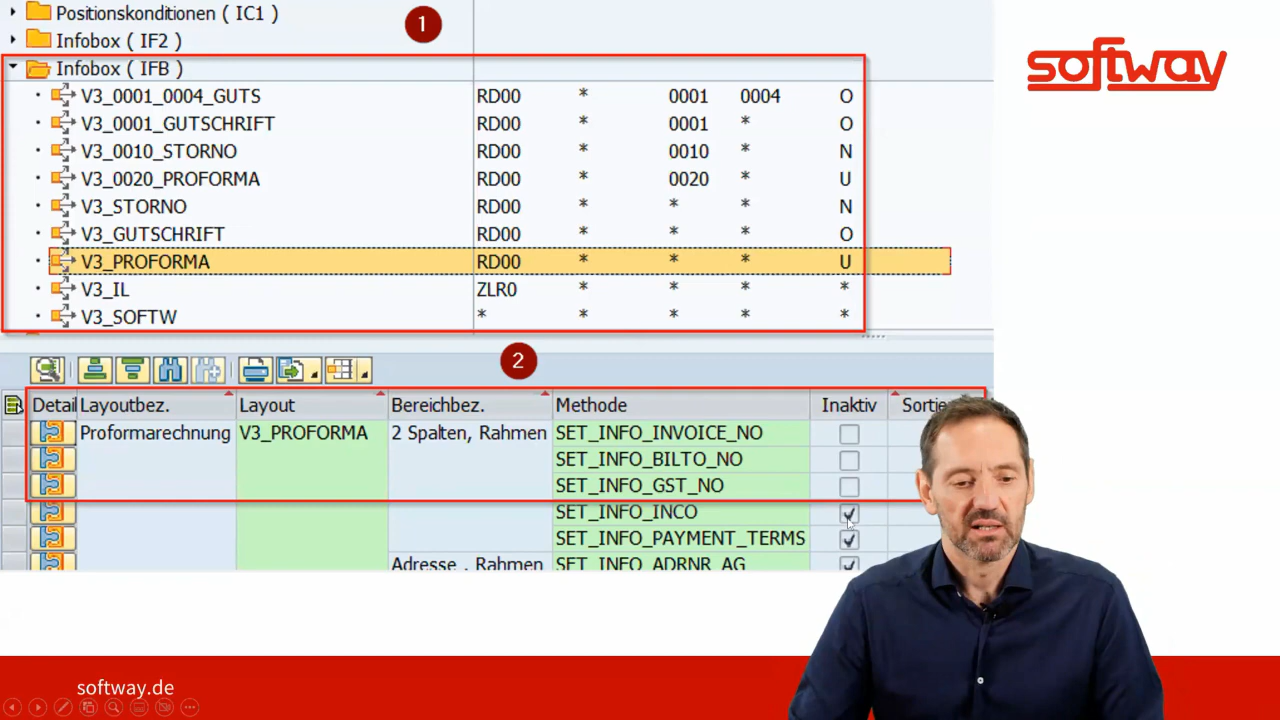 Positionskonditionen ( IC1 )
1
Infobox ( IF2 )
Infobox ( IFB )
V3_0001_0004_GUTS RD00 * 0001 0004 O
V3_0001_GUTSCHRIFT RD00 * 0001 * O
V3_0010_STORNO RD00 * 0010 * N
V3_0020_PROFORMA RD00 * 0020 * U
V3_STORNO RD00 * * * N
V3_GUTSCHRIFT RD00 * * * O
V3_PROFORMA RD00 * * * U
V3_IL ZLR0 * * * *
V3_SOFTW * * * * *
softway
2
Detail Layoutbez. Layout Bereichbez. Methode Inaktiv
Proformarechnung V3_PROFORMA 2 Spalten, Rahmen SET_INFO_INVOICE_NO
SET_INFO_BILTO_NO
SET_INFO_GST_NO
SET_INFO_INCO
SET_INFO_PAYMENT_TERMS
Adresse , Rahmen SET_INFO_ADRNR_AG
softway.de